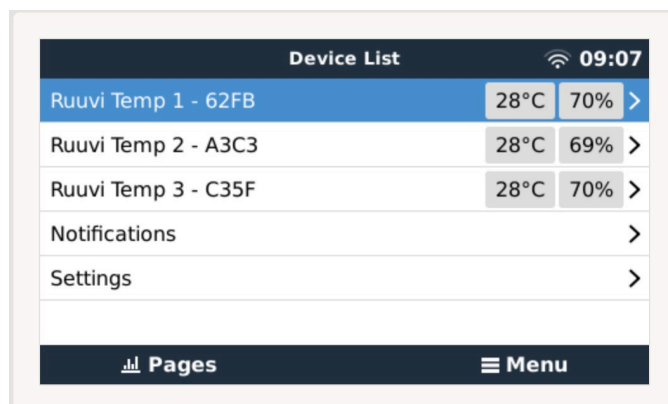 Device List 09:07
Ruuvi Temp 1 - 62FB 28°C 70%
Ruuvi Temp 2 - A3C3 28°C 69%
Ruuvi Temp 3 - C35F 28°C 70%
Notifications
Settings
Pages Menu